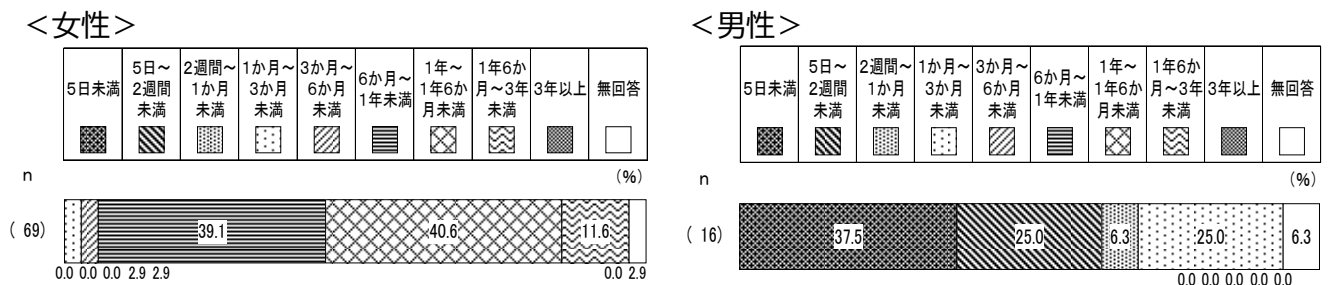 ＜女性＞
5日未満
5日～
2週間
未満
2週間～
1か月
未満
1か月～
3か月
未満
3か月～
6か月
未満
6か月～
1年未満
1年～
1年6か
月未満
1年6か
月～3年
未満
3年以上
無回答
n
(%)
( 69)
39.1
40.6
11.6
0.0 0.0 0.0 2.9 2.9
0.0 2.9
＜男性＞
5日未満
5日～
2週間
未満
2週間～
1か月
未満
1か月～
3か月
未満
3か月～
6か月
未満
6か月～
1年未満
1年～
1年6か
月未満
1年6か
月～3年
未満
3年以上
無回答
n
(%)
( 16)
37.5
25.0
6.3
25.0
6.3
0.0 0.0 0.0 0.0 0.0